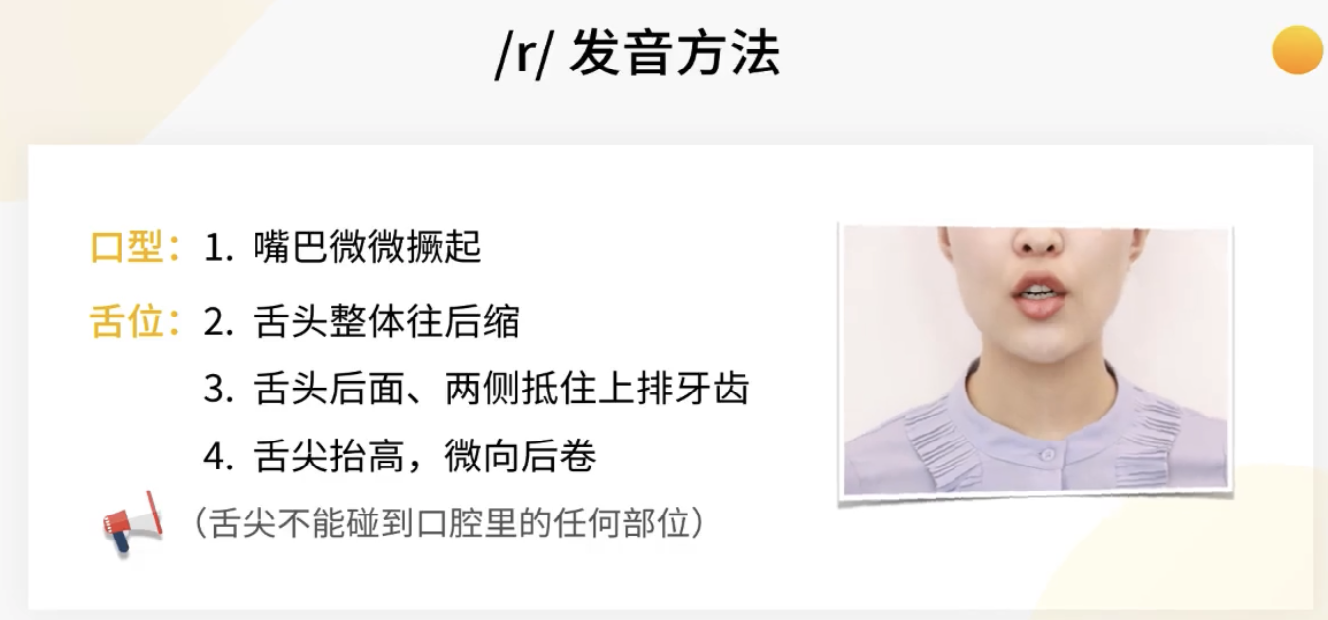 /r/ 发音方法
口型：1. 嘴巴微微撅起
舌位：2. 舌头整体往后缩
3. 舌头后面、两侧抵住上排牙齿
4. 舌尖抬高，微向后卷
（舌尖不能碰到口腔里的任何部位）